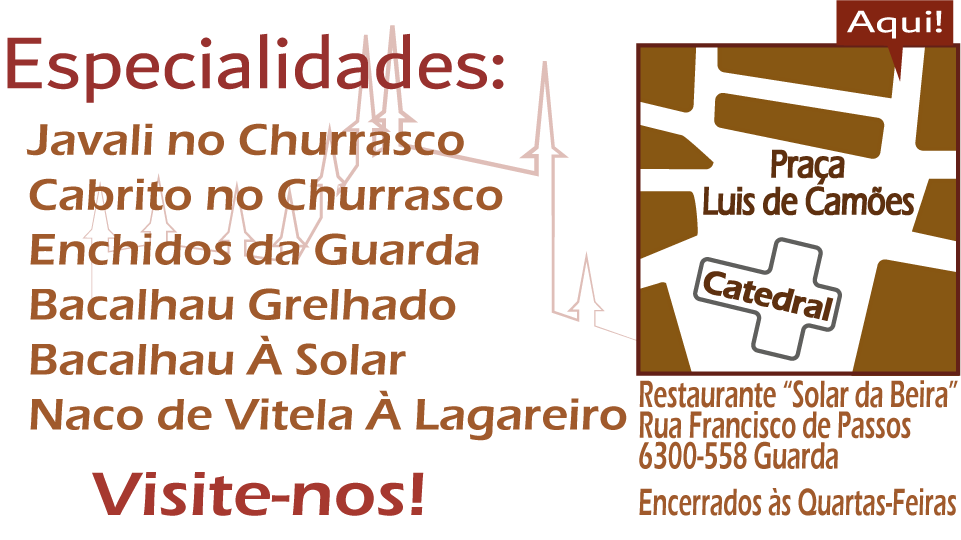 Especialidades:
Javali no Churrasco
Cabrito no Churrasco
Enchidos da Guarda
Bacalhau Grelhado
Bacalhau À Solar
Naco de Vitela À Lagareiro
Visite-nos!
Aqui!
Praça
Luis de Camões
Catedral
Restaurante “Solar da Beira”
Rua Francisco de Passos
6300-558 Guarda
Encerrados às Quartas-Feiras